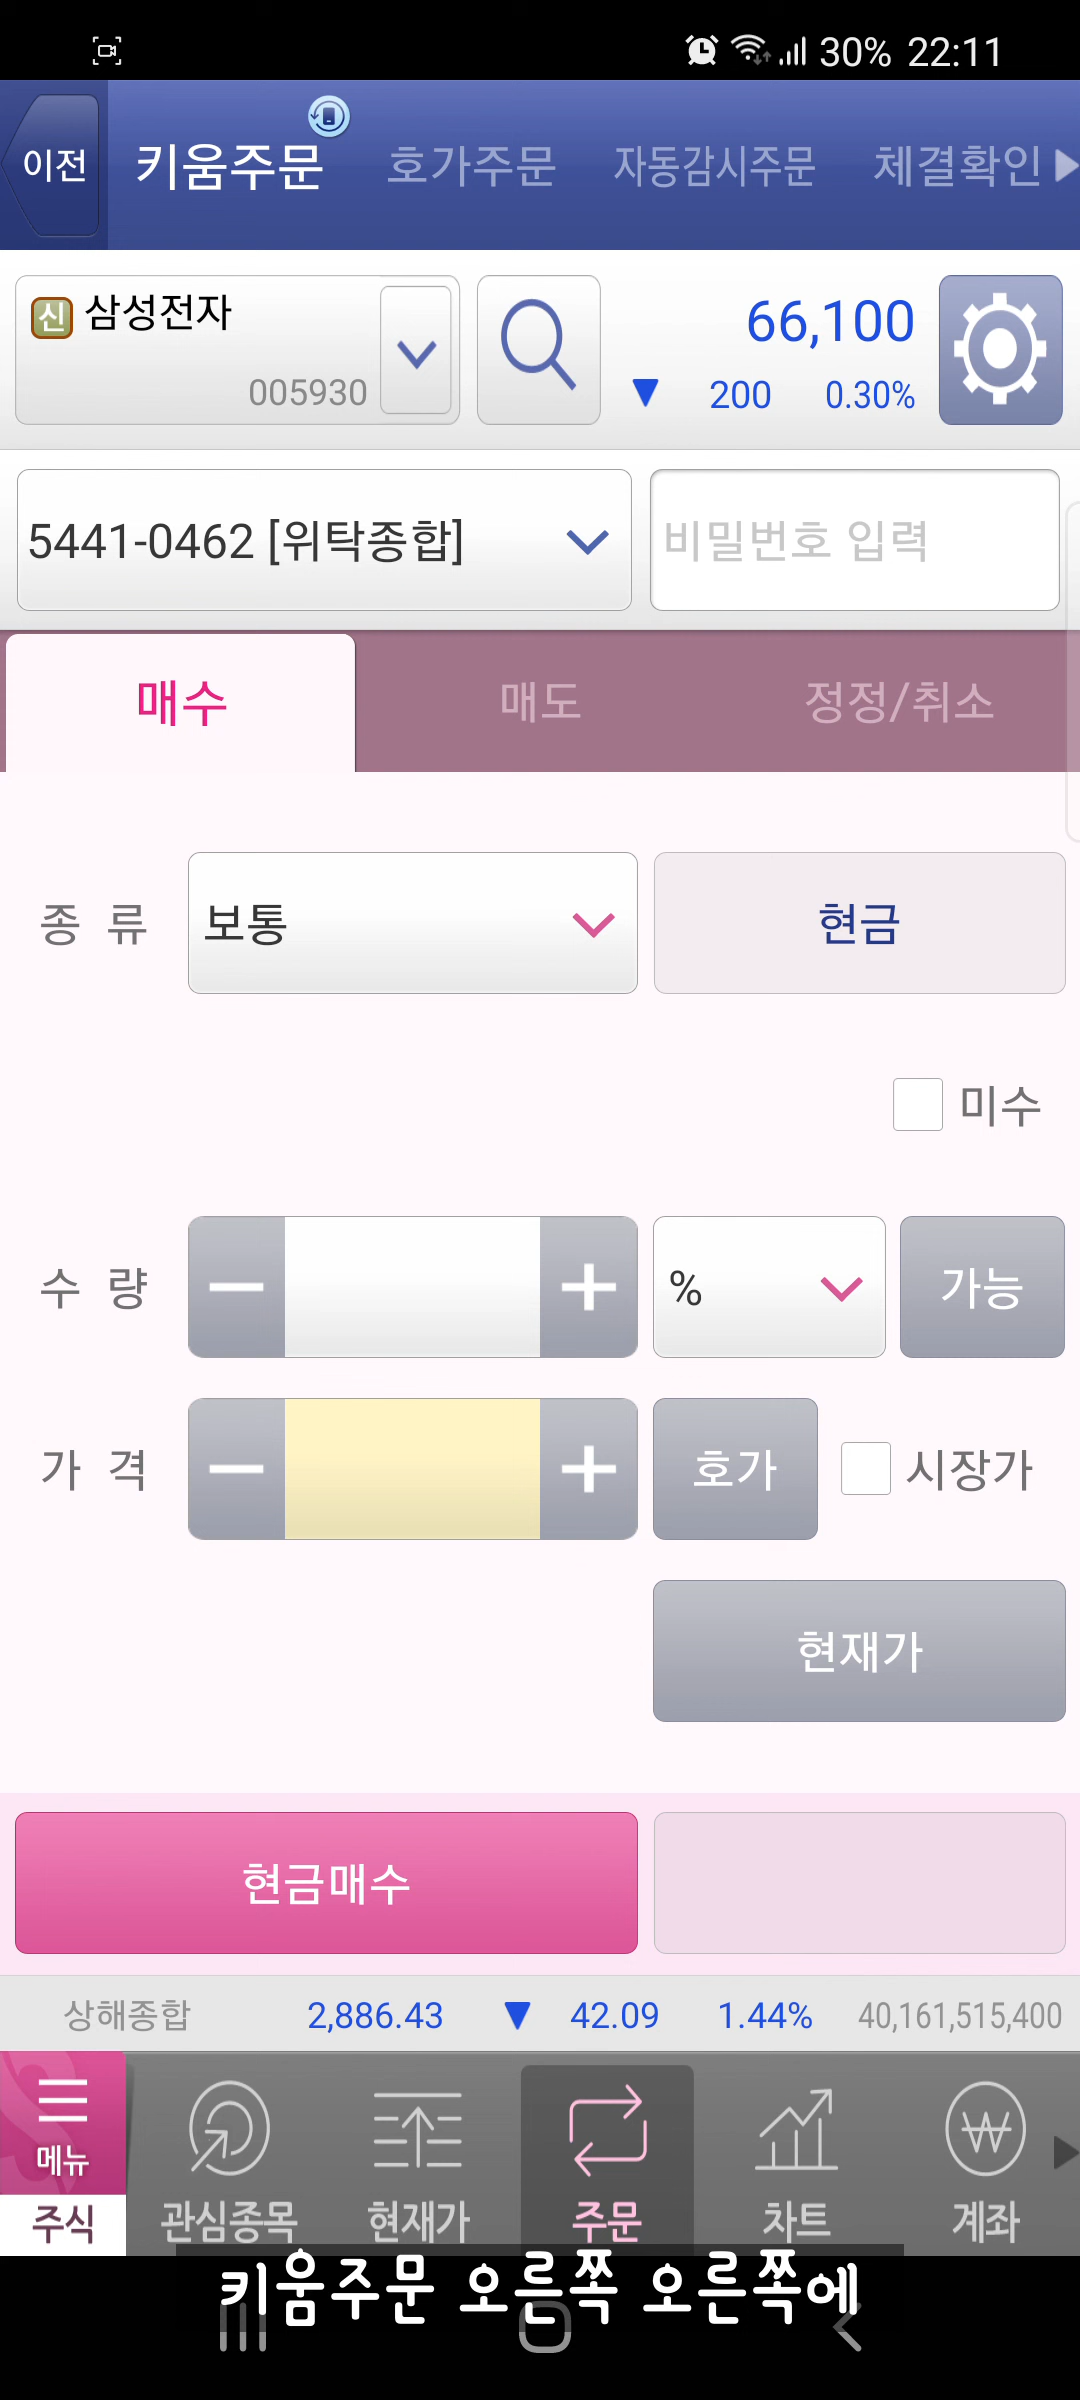 30% 22:11
이전 키움주문 호가주문 자동감시주문 체결확인
신 삼성전자
005930
66,100
200 0.30%
5441-0462 [위탁종합] 비밀번호 입력
매수 매도 정정/취소
종 류 보통 현금
미수
수 량 % 가능
가 격 호가 시장가
현재가
현금매수
상해종합 2,886.43 42.09 1.44% 40,161,515,400
메뉴
주식 관심종목 현재가 주문 차트 계좌
키움주문 오른쪽 오른쪽에